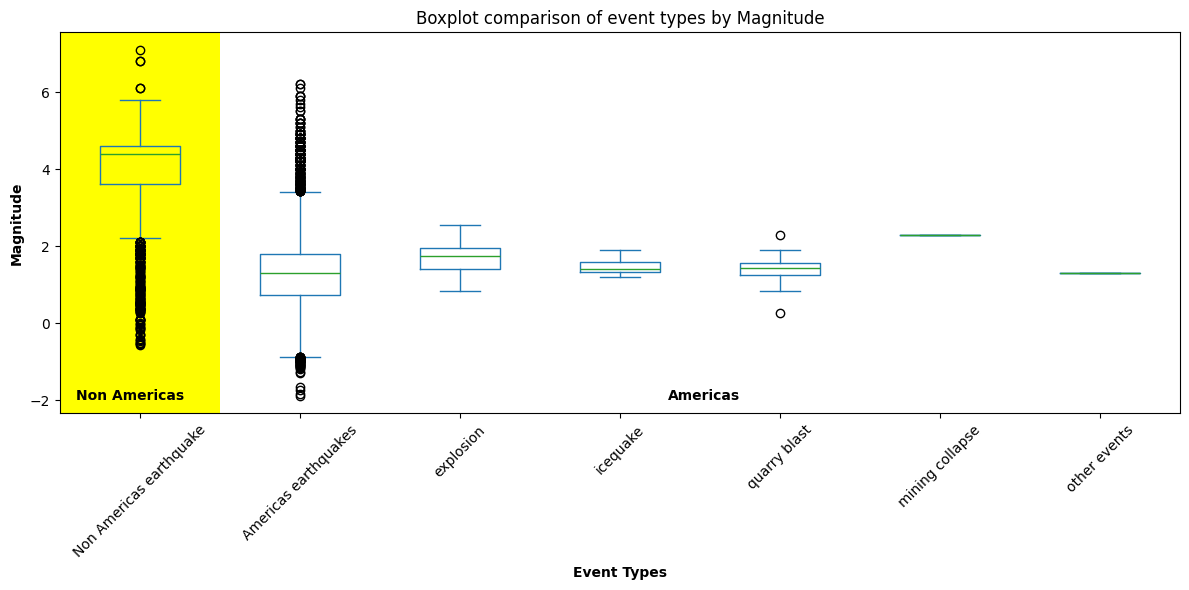 Boxplot comparison of event types by Magnitude
Magnitude
6
4
2
0
−2
Non Americas
Americas
Non Americas earthquake
Americas earthquakes
explosion
icequake
quarry blast
mining collapse
other events
Event Types